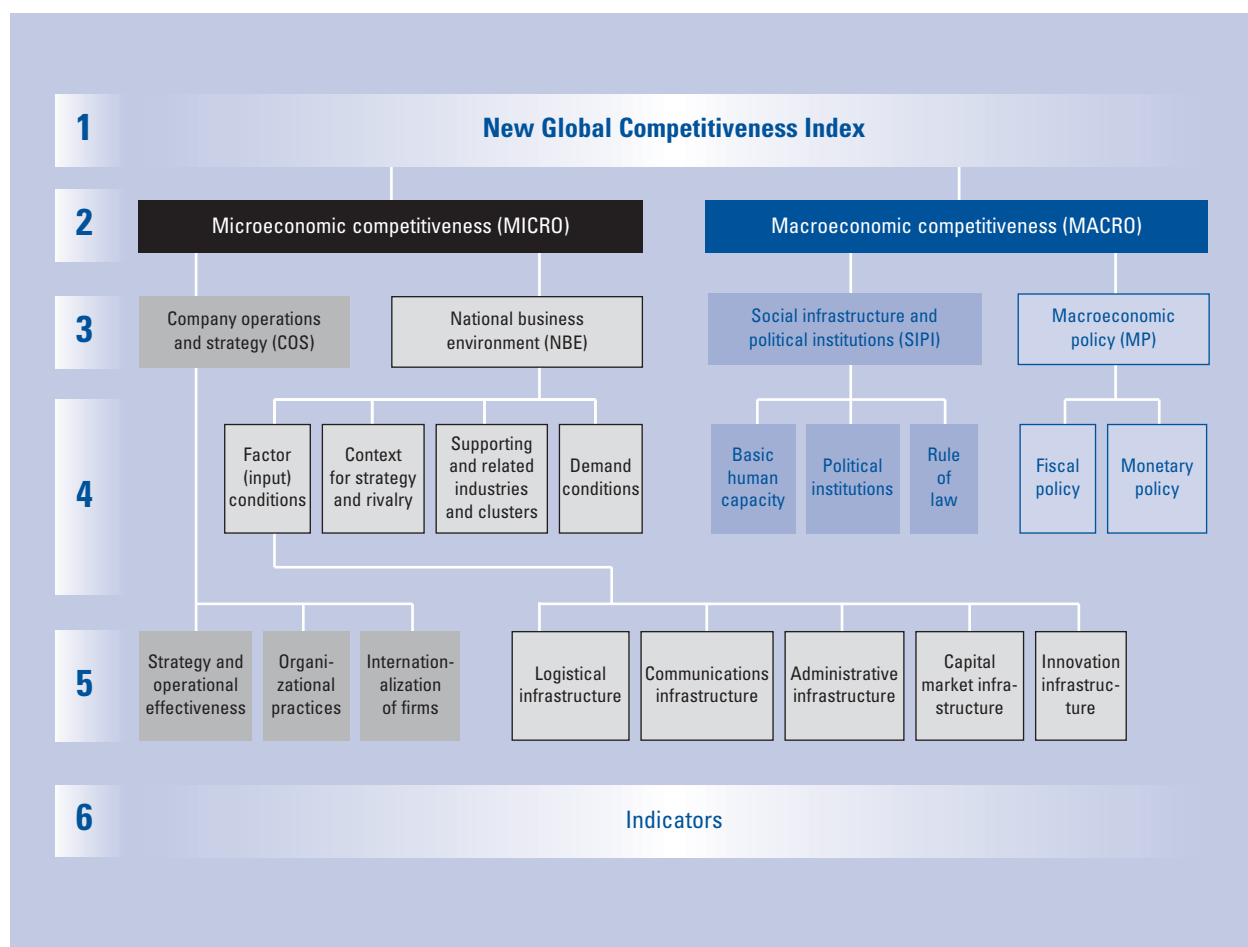 1
New Global Competitiveness Index
2
Microeconomic competitiveness (MICRO)
Macroeconomic competitiveness (MACRO)
3
Company operations
and strategy (COS)
National business
environment (NBE)
Social infrastructure and
political institutions (SIPI)
Macroeconomic
policy (MP)
4
Factor
(input)
conditions
Context
for strategy
and rivalry
Supporting
and related
industries
and clusters
Demand
conditions
Basic
human
capacity
Political
institutions
Rule
of
law
Fiscal
policy
Monetary
policy
5
Strategy and
operational
effectiveness
Organi-
zational
practices
Internation-
alization
of firms
Logistical
infrastructure
Communications
infrastructure
Administrative
infrastructure
Capital
market infra-
structure
Innovation
infrastruc-
ture
6
Indicators